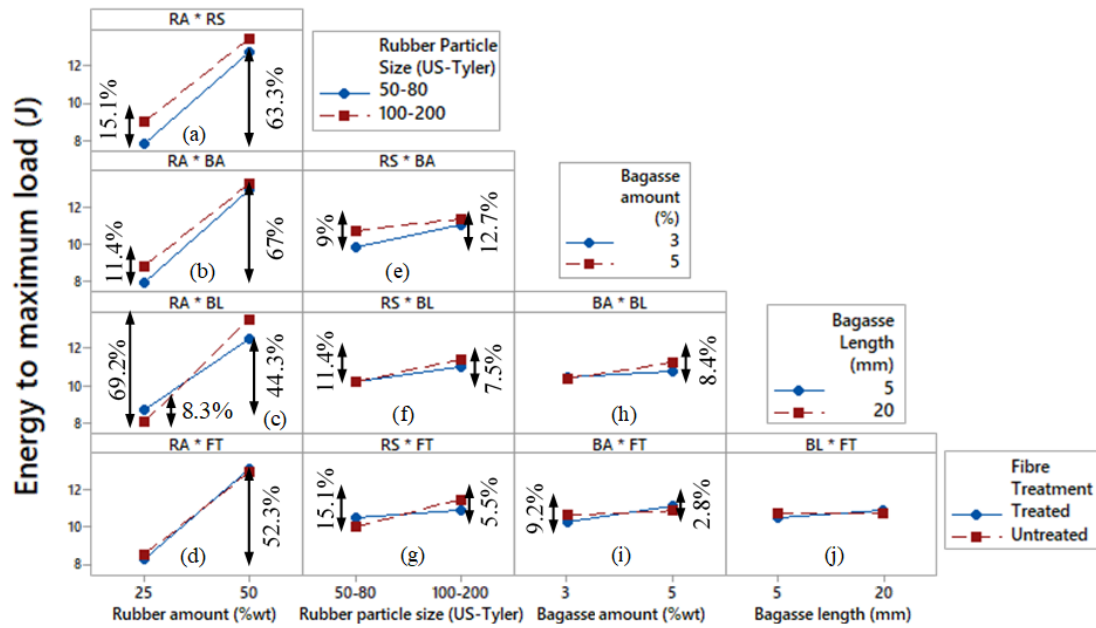 Energy to maximum load (J)
RA * RS
12
10
8
15.1%
63.3%
(a)
Rubber Particle
Size (US-Tyler)
50-80
100-200
RA * BA
RS * BA
12
10
8
11.4%
67%
(b)
9%
12.7%
(e)
Bagasse
amount
(%)
3
5
RA * BL
RS * BL
BA * BL
12
10
8
69.2%
8.3%
44.3%
(c)
11.4%
7.5%
(f)
8.4%
(h)
Bagasse
Length
(mm)
5
20
RA * FT
RS * FT
BA * FT
BL * FT
12
10
8
52.3%
(d)
15.1%
5.5%
(g)
9.2%
2.8%
(i)
(j)
Fibre
Treatment
Treated
Untreated
25 50
50-80 100-200
3 5
5 20
Rubber amount (%wt)
Rubber particle size (US-Tyler)
Bagasse amount (%wt)
Bagasse length (mm)